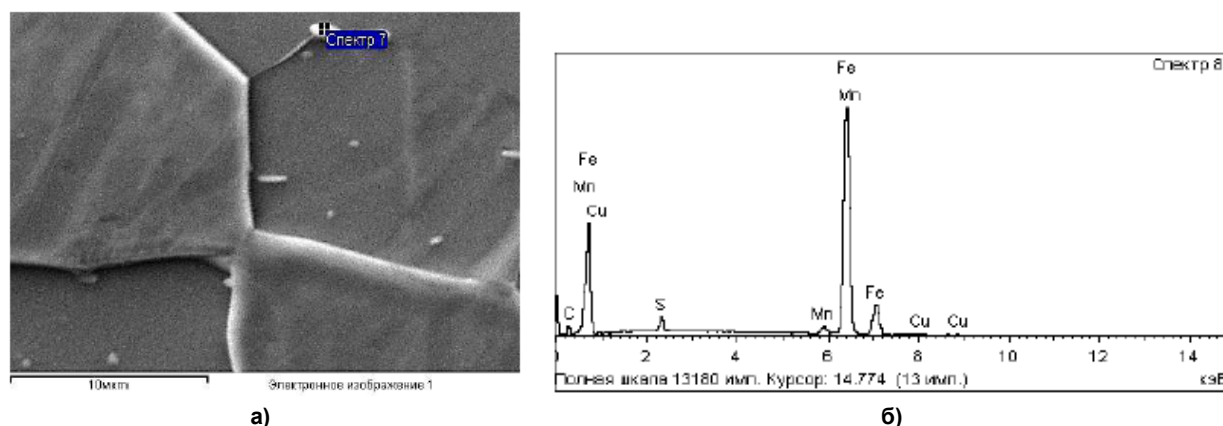 Спектр 7
10мкm
Электронное изображение 1
а)
Спектр 8
Fe
Mn
Fe
Mn
Cu
C
S
Mn
Fe
Cu
Cu
0 2 4 6 8 10 12 14
Полная шкала 13180 имп. Курсор: 14.774 (13 имп.)
кэВ
б)